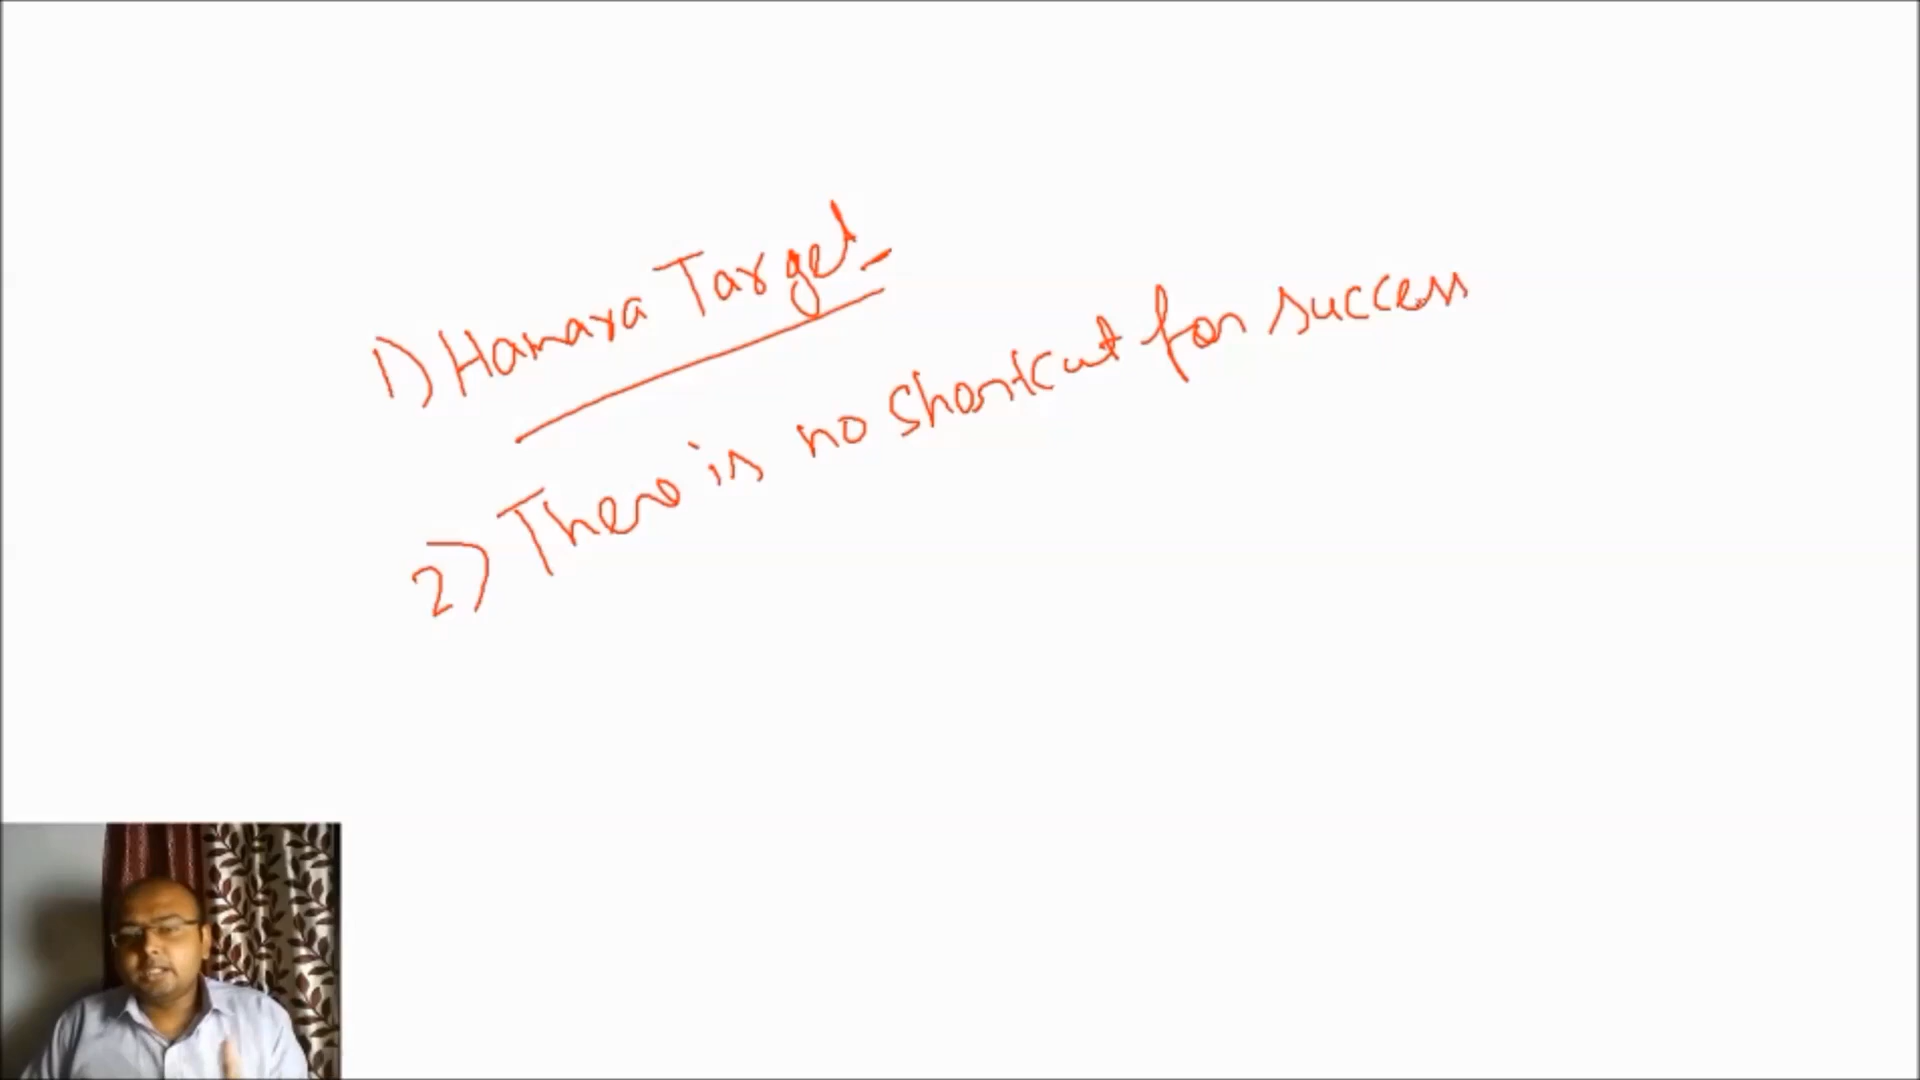 1) Hamara Target
2) There is no shortcut for success